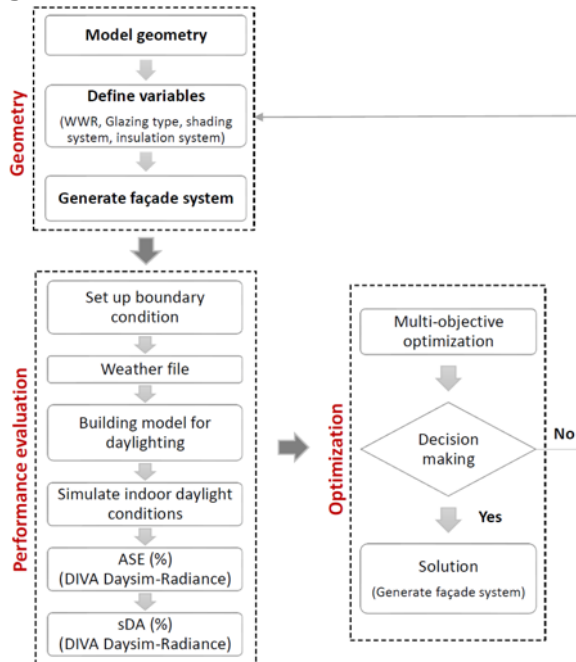 Geometry
Model geometry
Define variables
(WWR, Glazing type, shading
system, insulation system)
Generate façade system
Performance evaluation
Set up boundary
condition
Weather file
Building model for
daylighting
Simulate indoor daylight
conditions
ASE (%)
(DIVA Daysim-Radiance)
sDA (%)
(DIVA Daysim-Radiance)
Optimization
Multi-objective
optimization
Decision
making
No
Yes
Solution
(Generate façade system)